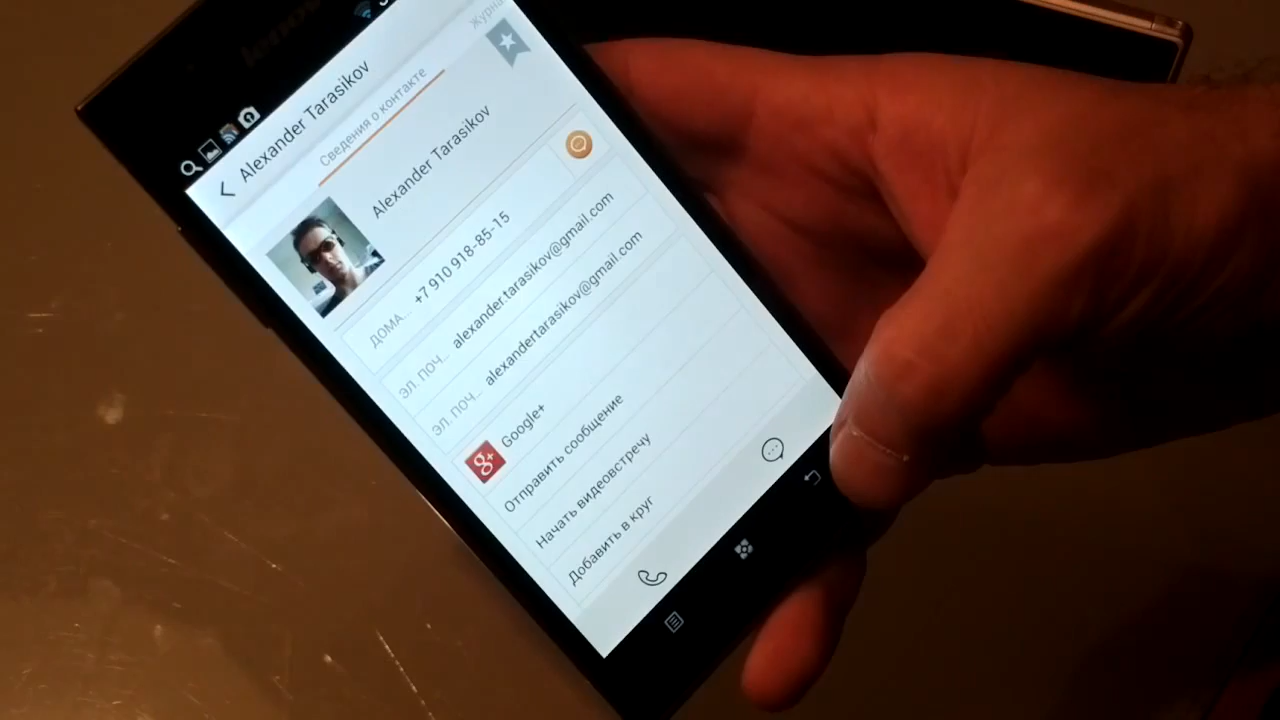 lenovo
Alexander Tarasikov
Сведения о контакте
Журна
Alexander Tarasikov
ДОМА... +7 910 918-85-15
ЭЛ. ПОЧ... alexander.tarasikov@gmail.com
ЭЛ. ПОЧ... alexandertarasikov@gmail.com
g+ Google+
Отправить сообщение
Начать видеовстречу
Добавить в круг